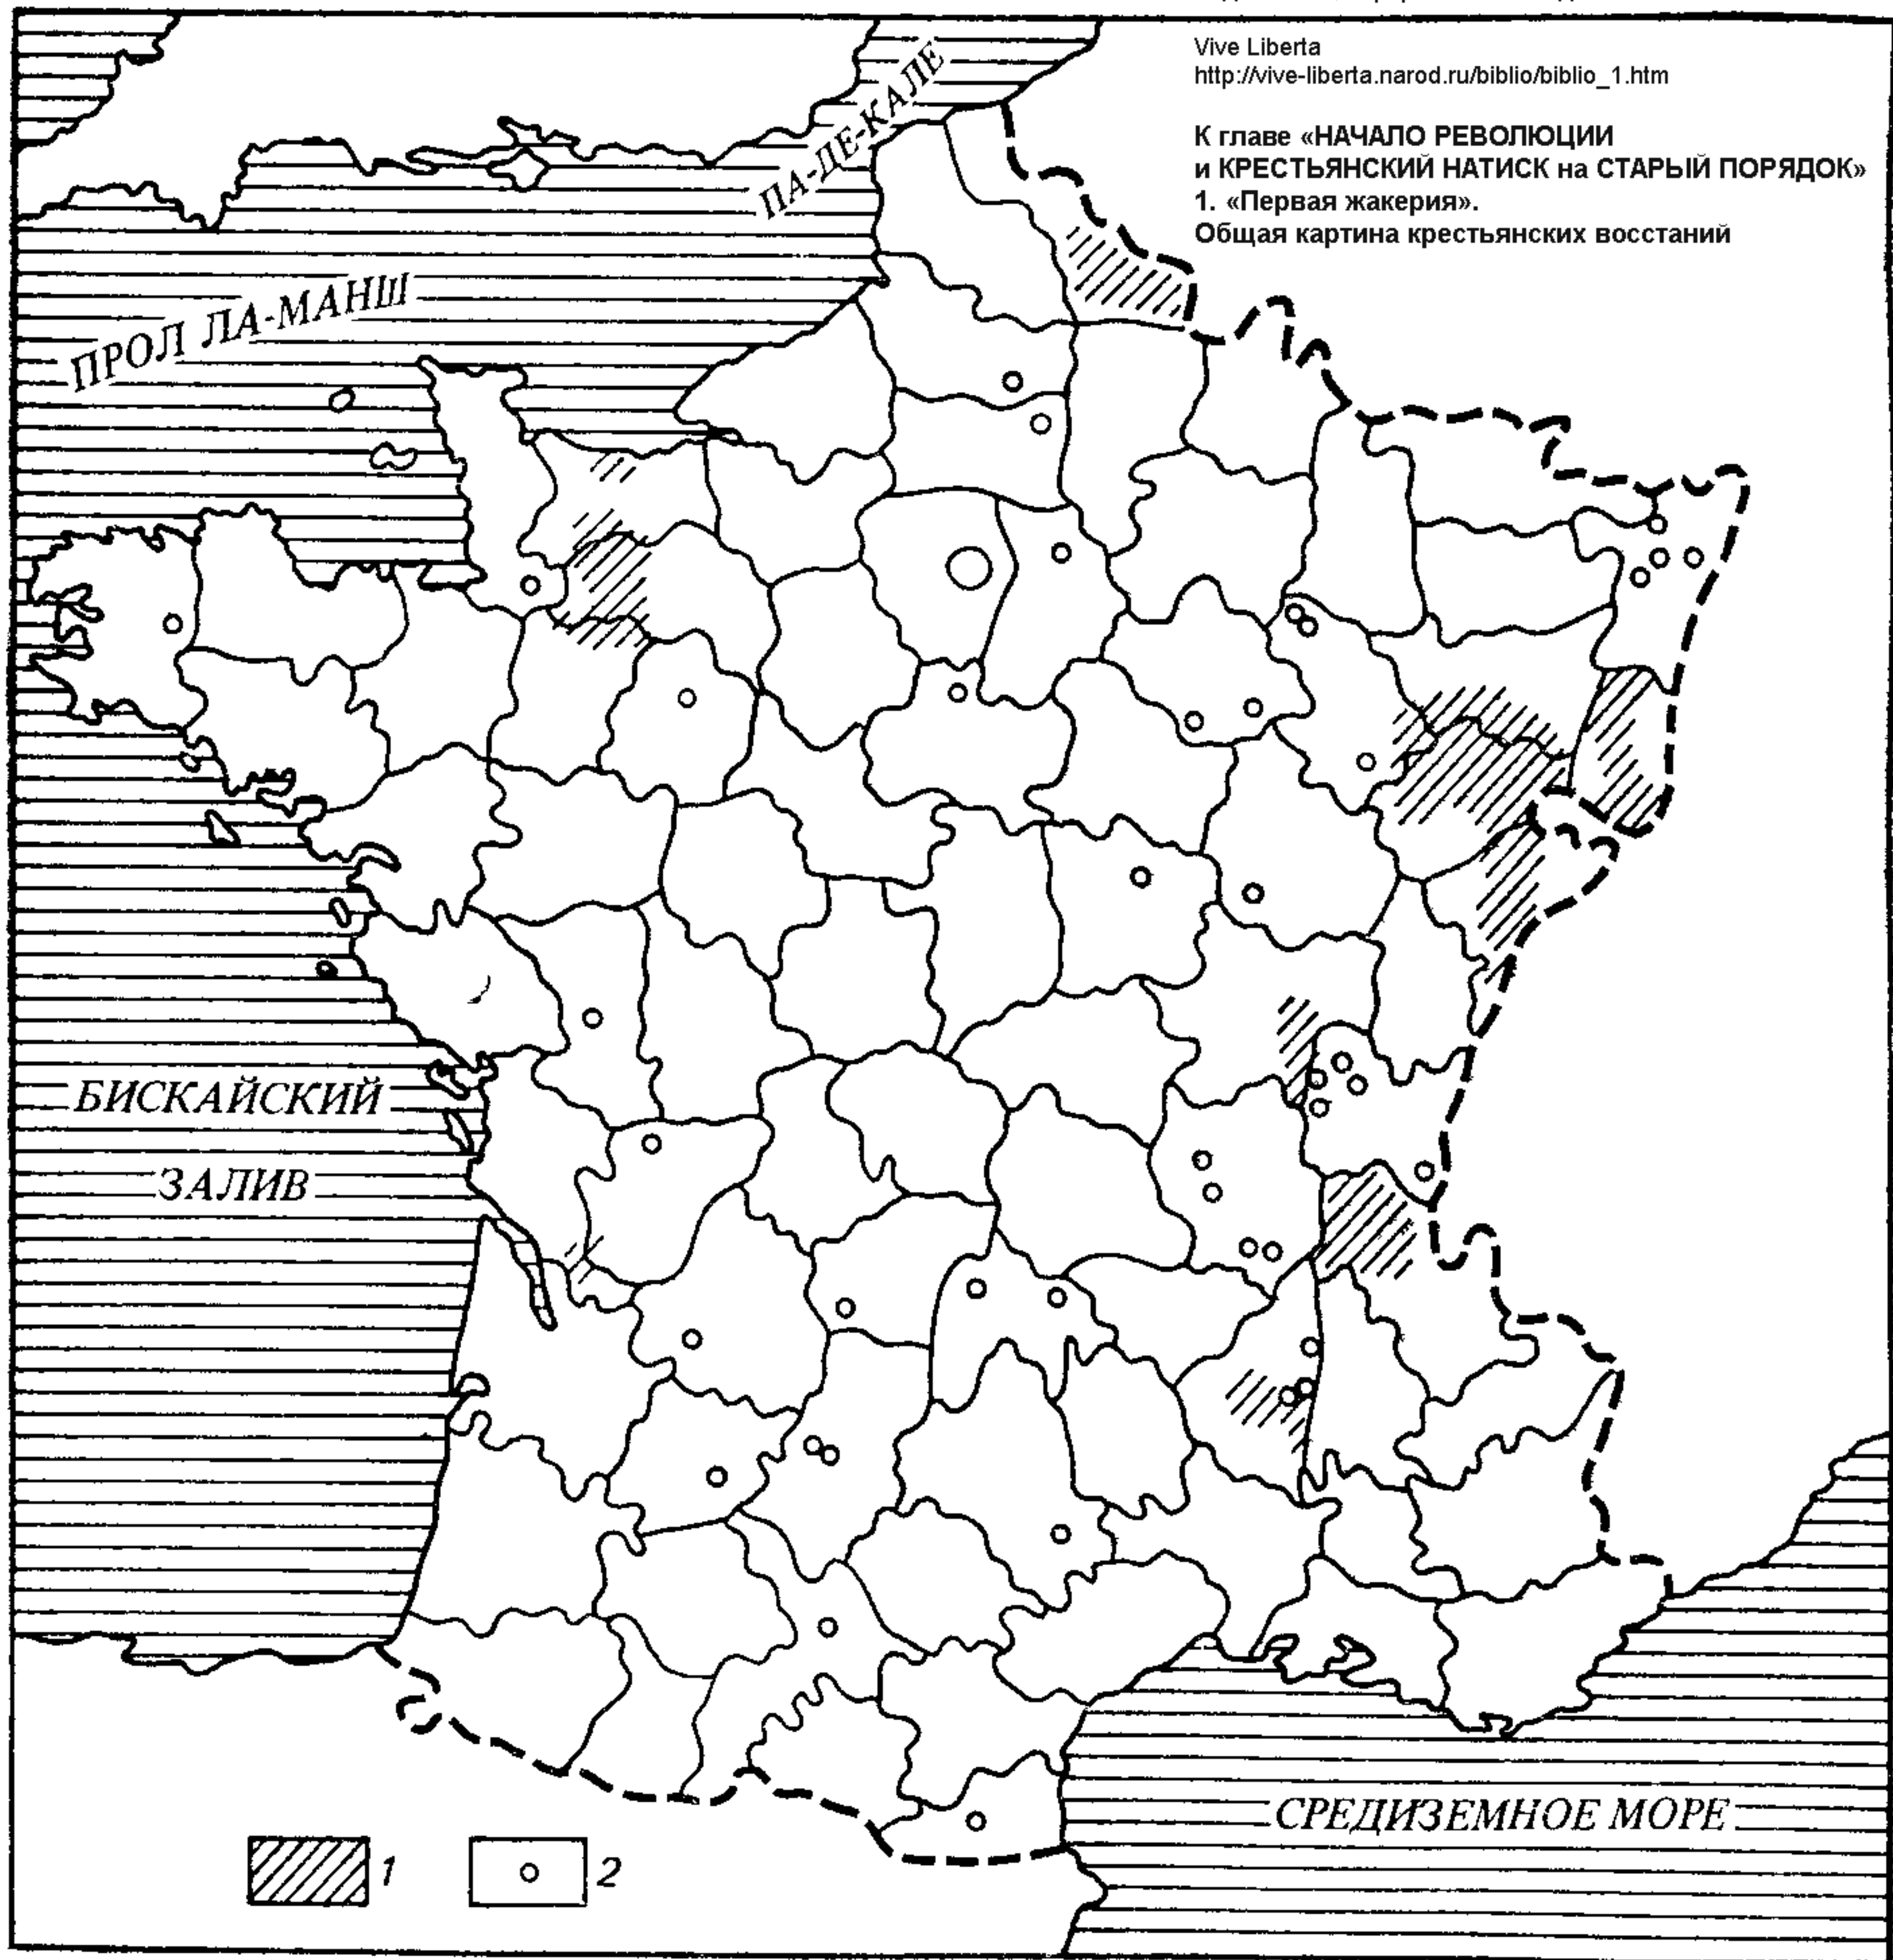 Vive Liberta
http://vive-liberta.narod.ru/biblio/biblio_1.htm
К главе «НАЧАЛО РЕВОЛЮЦИИ
и КРЕСТЬЯНСКИЙ НАТИСК на СТАРЫЙ ПОРЯДОК»
1. «Первая жакерия».
Общая картина крестьянских восстаний
ПА-ДЕ-КАЛЕ
ПРОЛ ЛА-МАНШ
БИСКАЙСКИЙ
ЗАЛИВ
СРЕДИЗЕМНОЕ МОРЕ
1
2